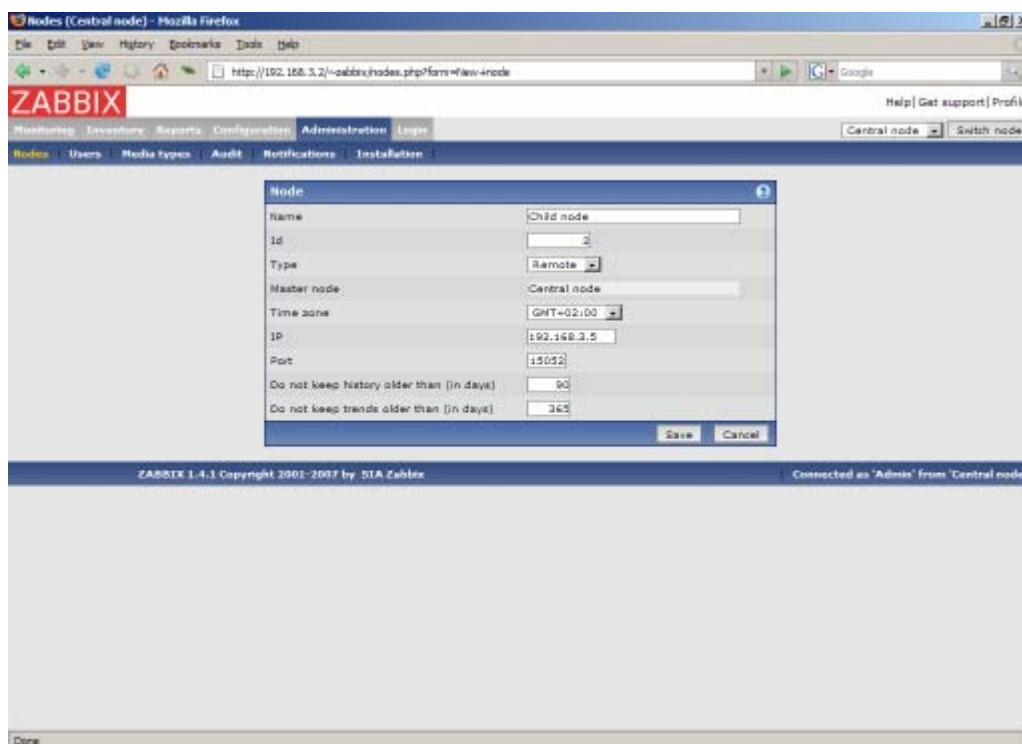 Nodes (Central node) - Mozilla Firefox
File Edit View History Bookmarks Tools Help
http://192.168.3.2/~zabbix/nodes.php?form=New+node
Google
ZABBIX
Help | Get support | Profil
Monitoring Inventory Reports Configuration Administration Login
Central node Switch node
Nodes Users Media types Audit Notifications Installation
Node
Name Child node
Id 2
Type Remote
Master node Central node
Time zone GMT+02:00
IP 192.168.3.5
Port 15052
Do not keep history older than (in days) 90
Do not keep trends older than (in days) 365
Save Cancel
ZABBIX 1.4.1 Copyright 2001-2007 by SIA Zabbix
Connected as 'Admin' from 'Central node
Done